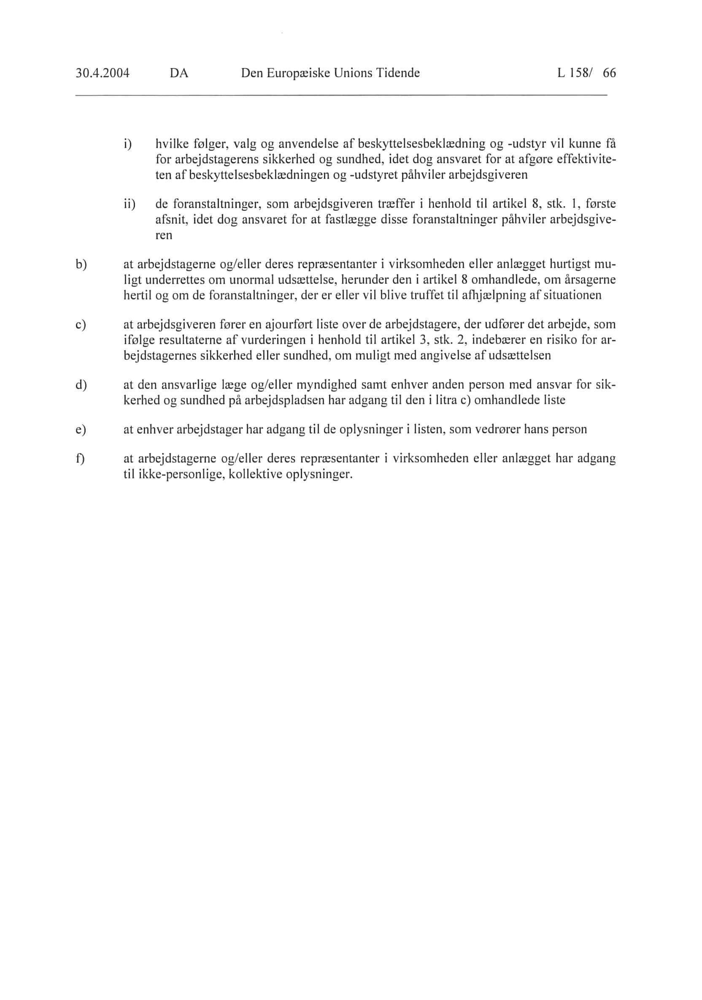 30.4.2004 DA Den Europæiske Unions Tidende L 158/ 66
i) hvilke følger, valg og anvendelse af beskyttelsesbeklædning og -udstyr vil kunne få
for arbejdstagerens sikkerhed og sundhed, idet dog ansvaret for at afgøre effektivite-
ten af beskyttelsesbeklædningen og -udstyret påhviler arbejdsgiveren
ii) de foranstaltninger, som arbejdsgiveren træffer i henhold til artikel 8, stk. 1, første
afsnit, idet dog ansvaret for at fastlægge disse foranstaltninger påhviler arbejdsgive-
ren
b) at arbejdstagerne og/eller deres repræsentanter i virksomheden eller anlægget hurtigst mu-
ligt underrettes om unormal udsættelse, herunder den i artikel 8 omhandlede, om årsagerne
hertil og om de foranstaltninger, der er eller vil blive truffet til afhjælpning af situationen
c) at arbejdsgiveren fører en ajourført liste over de arbejdstagere, der udfører det arbejde, som
ifølge resultaterne af vurderingen i henhold til artikel 3, stk. 2, indebærer en risiko for ar-
bejdstagernes sikkerhed eller sundhed, om muligt med angivelse af udsættelsen
d) at den ansvarlige læge og/eller myndighed samt enhver anden person med ansvar for sik-
kerhed og sundhed på arbejdspladsen har adgang til den i litra c) omhandlede liste
e) at enhver arbejdstager har adgang til de oplysninger i listen, som vedrører hans person
f) at arbejdstagerne og/eller deres repræsentanter i virksomheden eller anlægget har adgang
til ikke-personlige, kollektive oplysninger.